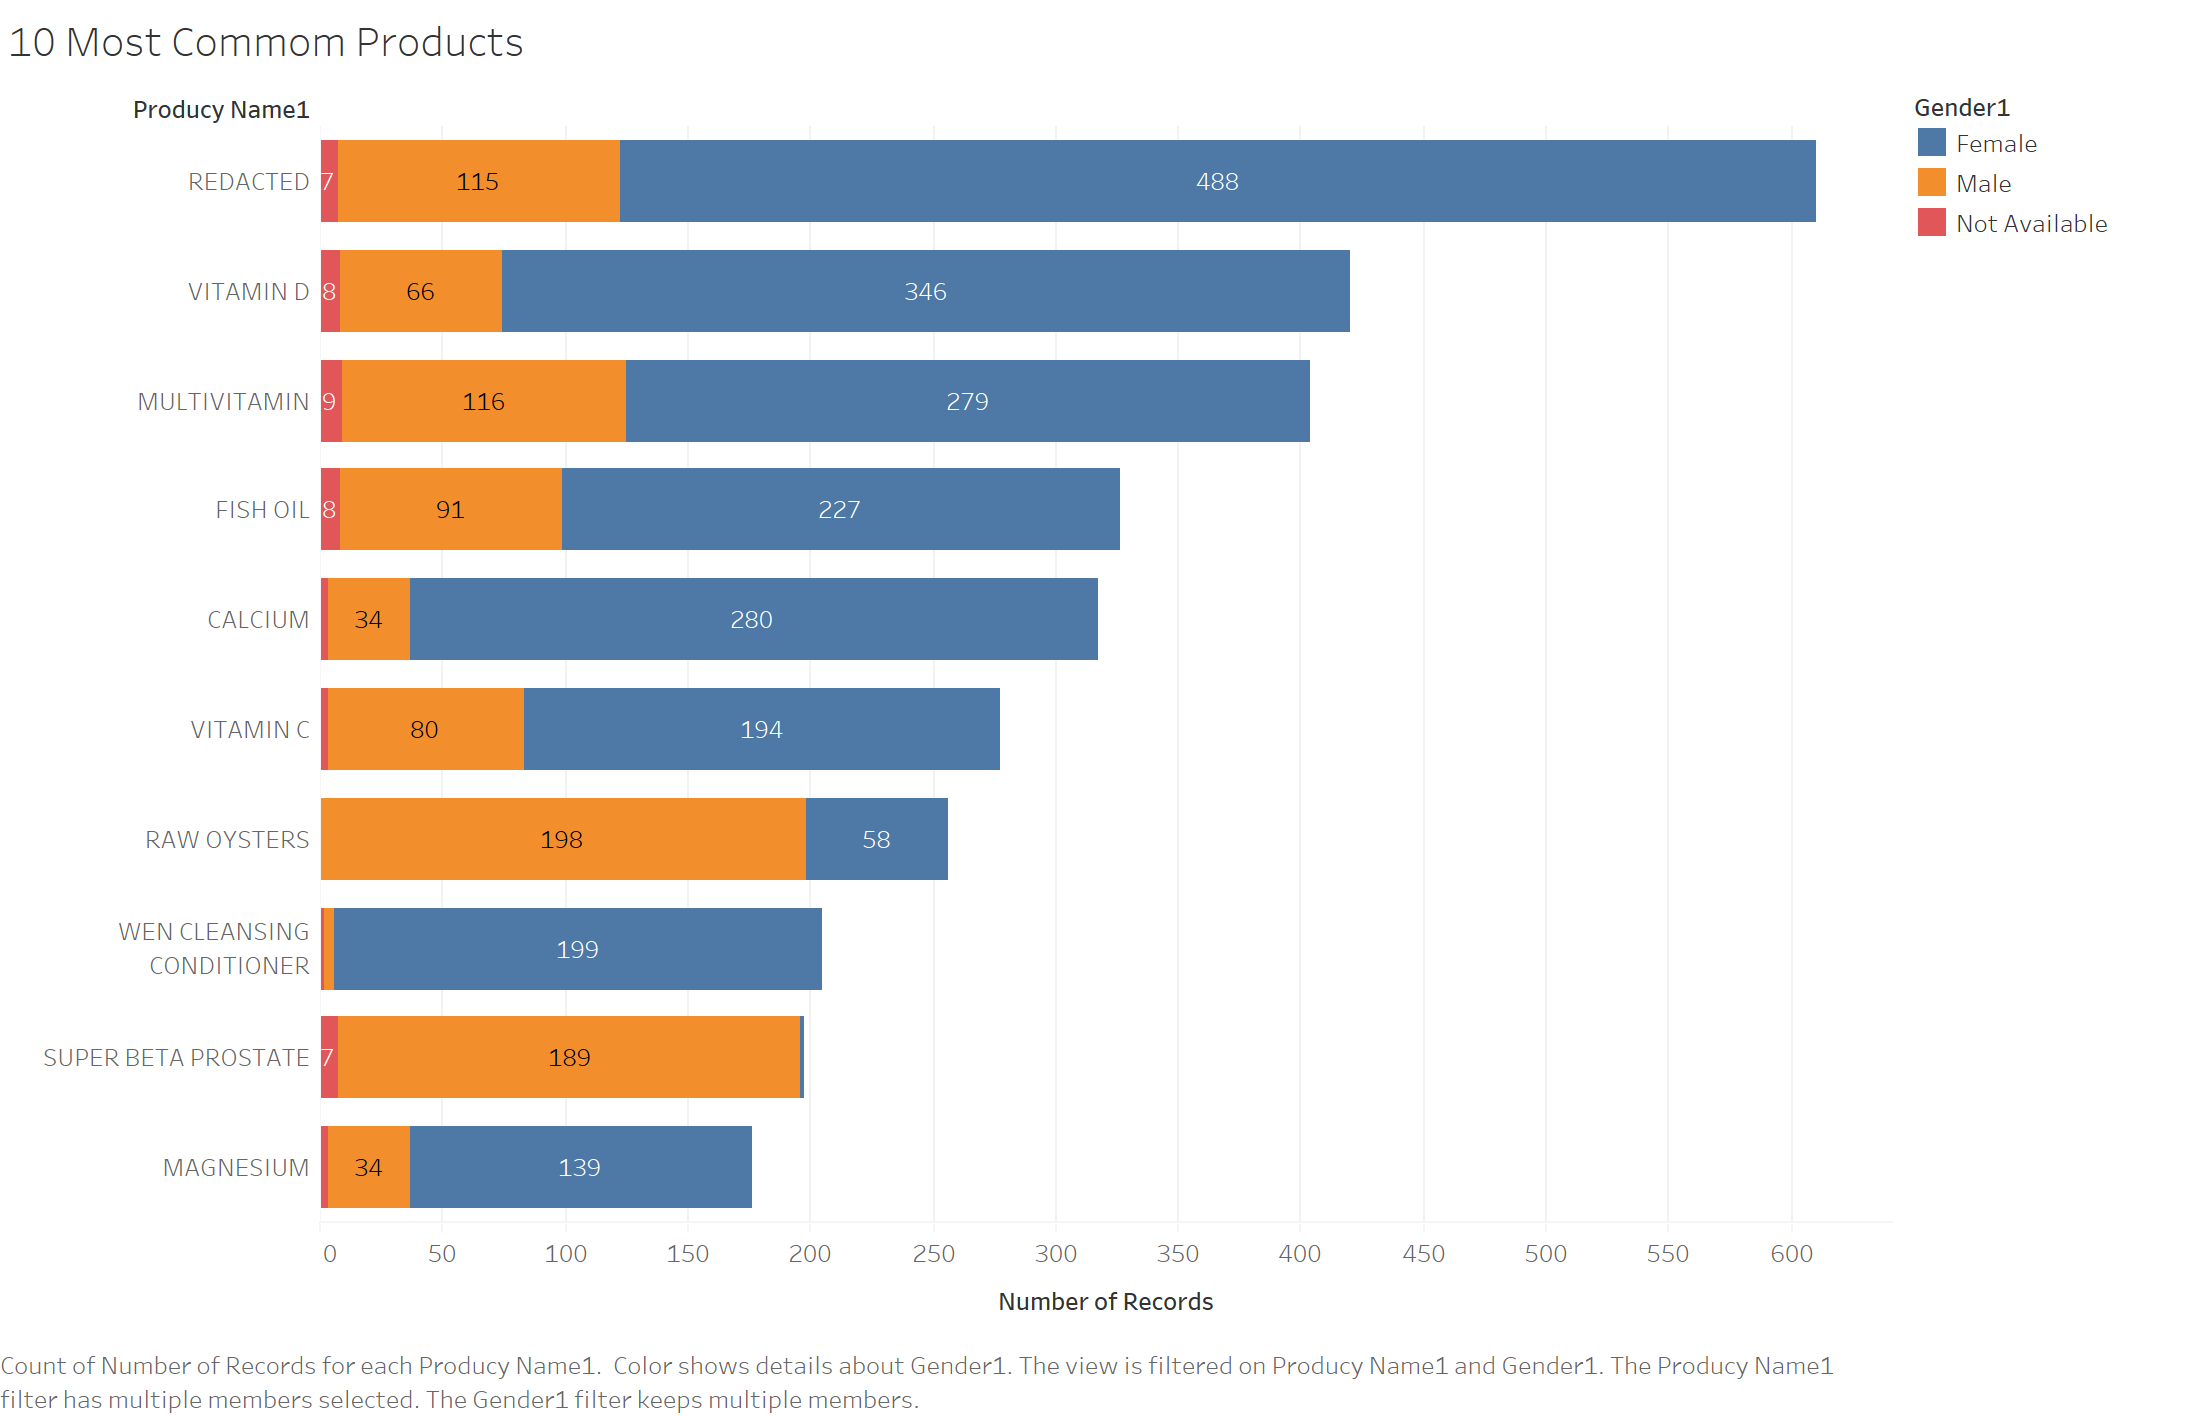 10 Most Commom Products
Producy Name1
Gender1
Female
Male
Not Available
REDACTED 7 115 488
VITAMIN D 8 66 346
MULTIVITAMIN 9 116 279
FISH OIL 8 91 227
CALCIUM 34 280
VITAMIN C 80 194
RAW OYSTERS 198 58
WEN CLEANSING
CONDITIONER
199
SUPER BETA PROSTATE 7 189
MAGNESIUM 34 139
0 50 100 150 200 250 300 350 400 450 500 550 600
Number of Records
Count of Number of Records for each Producy Name1.  Color shows details about Gender1. The view is filtered on Producy Name1 and Gender1. The Producy Name1
filter has multiple members selected. The Gender1 filter keeps multiple members.